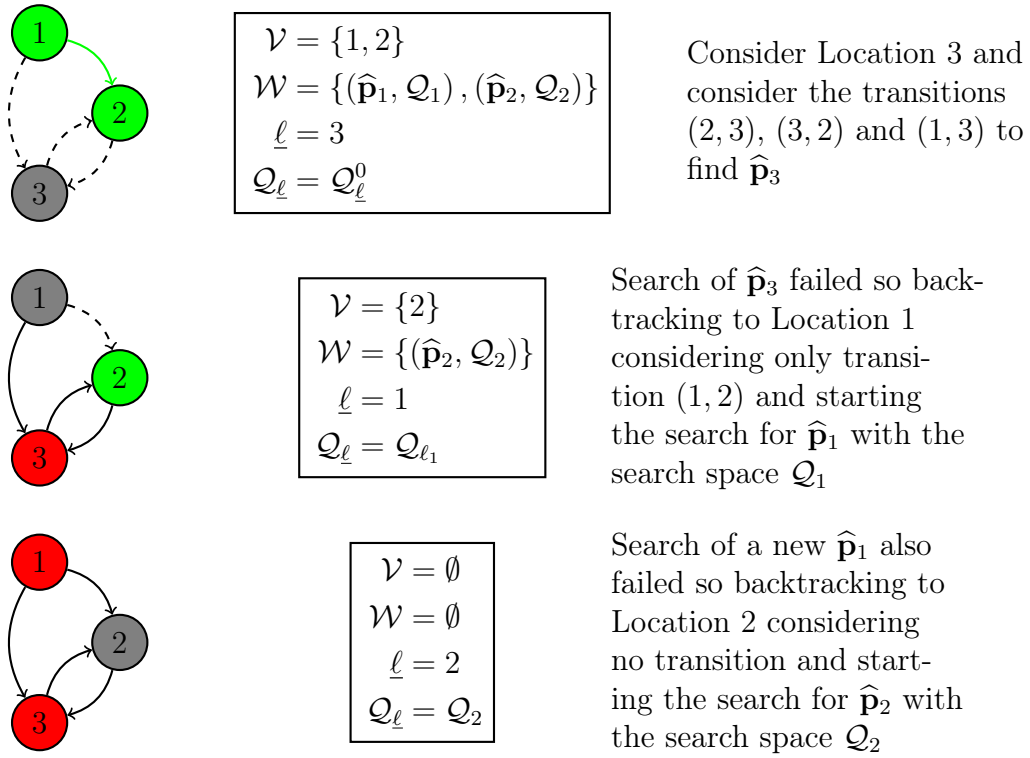 1
2
3
𝒱 = {1, 2}
𝒲 = {(p̂₁, 𝒬₁) , (p̂₂, 𝒬₂)}
ℓ̲ = 3
𝒬_ℓ̲ = 𝒬⁰_ℓ̲
Consider Location 3 and
consider the transitions
(2, 3), (3, 2) and (1, 3) to
find p̂₃
1
2
3
𝒱 = {2}
𝒲 = {(p̂₂, 𝒬₂)}
ℓ̲ = 1
𝒬_ℓ̲ = 𝒬_ℓ₁
Search of p̂₃ failed so back-
tracking to Location 1
considering only transi-
tion (1, 2) and starting
the search for p̂₁ with the
search space 𝒬₁
1
2
3
𝒱 = ∅
𝒲 = ∅
ℓ̲ = 2
𝒬_ℓ̲ = 𝒬₂
Search of a new p̂₁ also
failed so backtracking to
Location 2 considering
no transition and start-
ing the search for p̂₂ with
the search space 𝒬₂